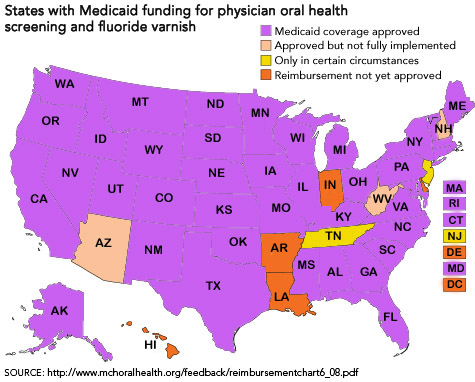 States with Medicaid funding for physician oral health
screening and fluoride varnish
Medicaid coverage approved
Approved but not fully implemented
Only in certain circumstances
Reimbursement not yet approved
WA
MT
ND
MN
ME
OR
ID
WY
SD
WI
MI
NY
NH
NV
UT
CO
NE
IA
IL
IN
OH
PA
CA
KS
MO
KY
WV
VA
MA
RI
CT
NJ
DE
MD
DC
AZ
NM
OK
AR
TN
NC
SC
TX
LA
MS
AL
GA
FL
AK
HI
SOURCE: http://www.mchoralhealth.org/feedback/reimbursementchart6_08.pdf